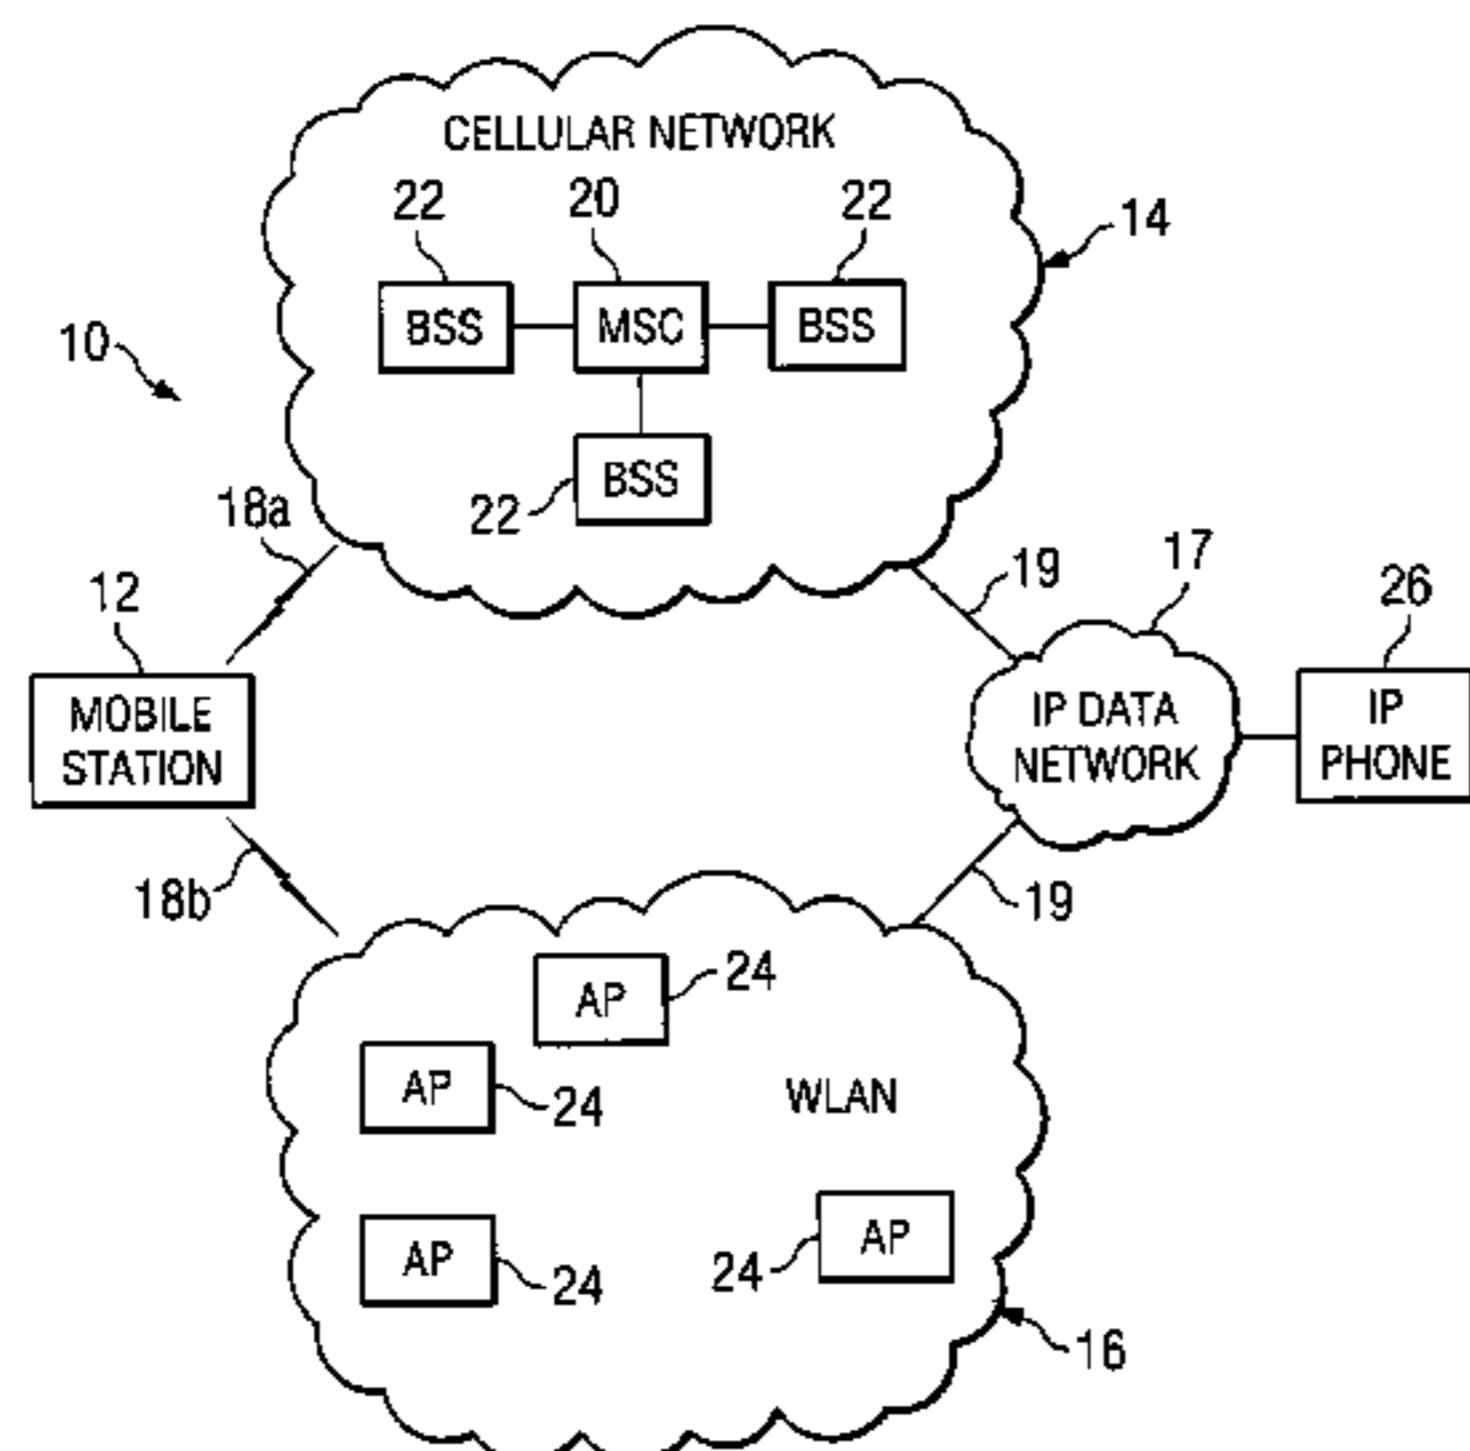 CELLULAR NETWORK
22 20 22
14
BSS MSC BSS
10
BSS
22
18a
19 17
12 26
MOBILE
STATION
IP DATA
NETWORK
IP
PHONE
18b
19
AP 24
AP 24
WLAN
AP 24
24 AP
16